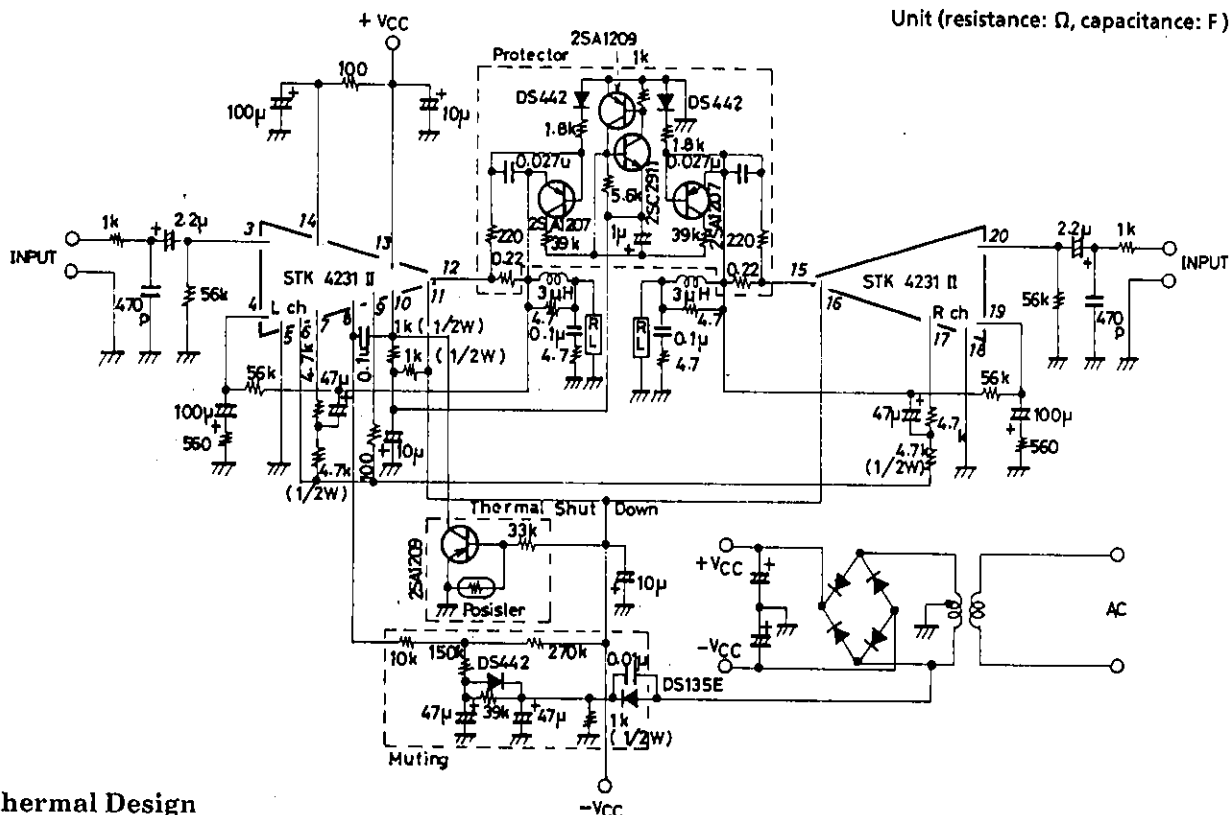 Unit (resistance: Ω, capacitance: F)
+ VCC
2SA1209
Protector
1k
100
DS442
DS442
100μ
+
10μ
+
1.8k
1.8k
0.027u
0.027μ
2SC2911
5.6k
2SA1207
2SA1207
1μ
+
39k
39k
220
220
0.22
0.22
INPUT
1k
+
2.2μ
3
14
13
12
STK 4231 II
L ch
470p
56k
4
5
6
7
8
9
10
11
3μH
3μH
4.7
4.7
0.1μ
0.1μ
4.7
4.7
RL
RL
15
16
STK 4231 II
R ch
17
18
19
20
2.2μ
+
1k
INPUT
56k
470p
4.7k
0.1μ
1k (1/2W)
1k
(1/2W)
47μ
+
56k
100μ
+
560
4.7k
(1/2W)
100
+
10μ
56k
47μ
+
4.7k
4.7k
(1/2W)
100μ
+
560
Thermal Shut Down
2SA1209
33k
Posisler
+
10μ
+VCC
+
+
-VCC
AC
10k
150k
270k
DS442
0.01μ
DS135E
47μ
+
39k
+
47μ
1k
(1/2W)
Muting
-VCC
hermal Design